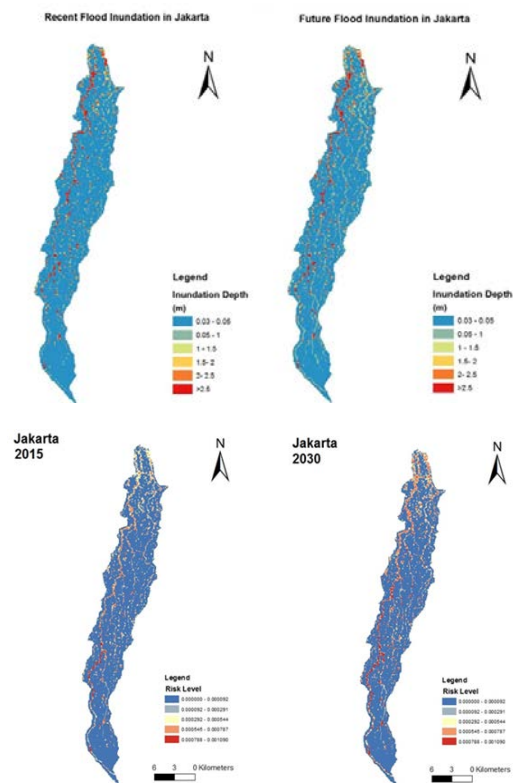 Recent Flood Inundation in Jakarta
N
Legend
Inundation Depth
(m)
0.03 - 0.05
0.05 - 1
1 - 1.5
1.5- 2
2- 2.5
>2.5
Future Flood Inundation in Jakarta
N
Legend
Inundation Depth
(m)
0.03 - 0.05
0.05 - 1
1 - 1.5
1.5- 2
2- 2.5
>2.5
Jakarta
2015
N
Legend
Risk Level
0.000000 - 0.000092
0.000092 - 0.000291
0.000292 - 0.000544
0.000545 - 0.000787
0.000788 - 0.001090
6 3 0 Kilometers
Jakarta
2030
N
Legend
Risk Level
0.000000 - 0.000092
0.000092 - 0.000291
0.000292 - 0.000544
0.000545 - 0.000787
0.000788 - 0.001090
6 3 0 Kilometers